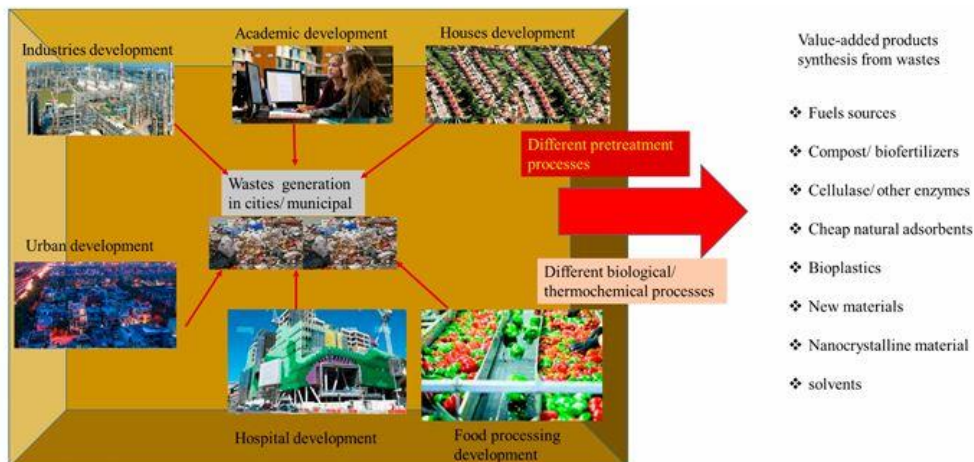 Industries development
Academic development
Houses development
Wastes generation
in cities/ municipal
Urban development
Hospital development
Food processing
development
Different pretreatment
processes
Different biological/
thermochemical processes
Value-added products
synthesis from wastes
❖ Fuels sources
❖ Compost/ biofertilizers
❖ Cellulase/ other enzymes
❖ Cheap natural adsorbents
❖ Bioplastics
❖ New materials
❖ Nanocrystalline material
❖ solvents